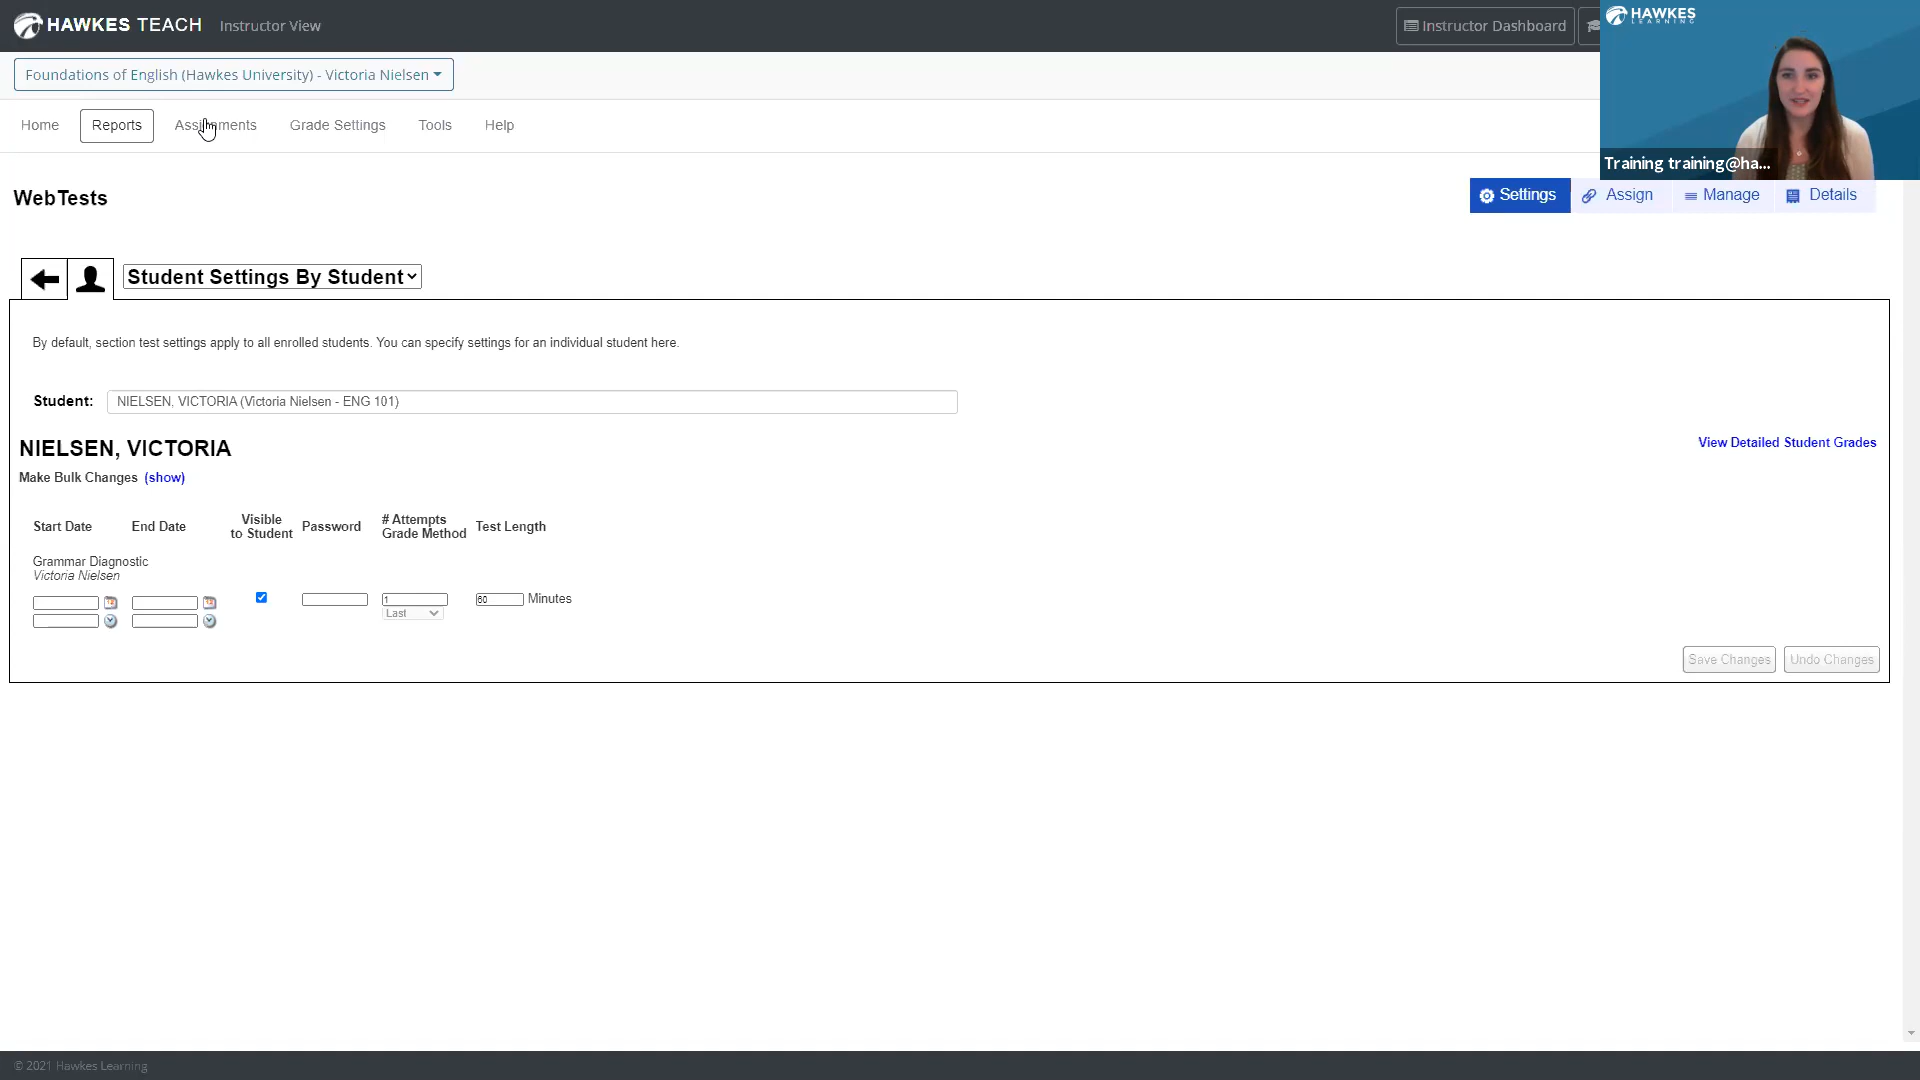 HAWKES TEACH Instructor View
Instructor Dashboard
HAWKES
LEARNING
Foundations of English (Hawkes University) - Victoria Nielsen
Home Reports Assignments Grade Settings Tools Help
Training training@ha...
WebTests
Settings Assign Manage Details
Student Settings By Student
By default, section test settings apply to all enrolled students. You can specify settings for an individual student here.
Student: NIELSEN, VICTORIA (Victoria Nielsen - ENG 101)
NIELSEN, VICTORIA
View Detailed Student Grades
Make Bulk Changes (show)
Start Date End Date Visible to Student Password # Attempts Grade Method Test Length
Grammar Diagnostic
Victoria Nielsen
1 60 Minutes
Last
Save Changes Undo Changes
© 2021 Hawkes Learning